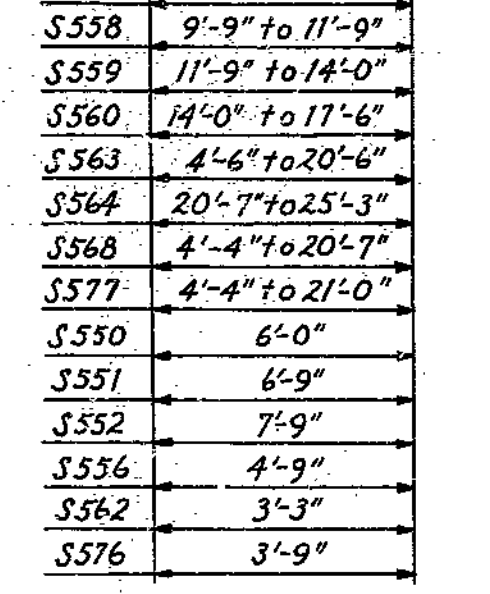 S558 9'-9" to 11'-9"
S559 11'-9" to 14'-0"
S560 14'-0" to 17'-6"
S563 4'-6" to 20'-6"
S564 20'-7" to 25'-3"
S568 4'-4" to 20'-7"
S577 4'-4" to 21'-0"
S550 6'-0"
S551 6'-9"
S552 7'-9"
S556 4'-9"
S562 3'-3"
S576 3'-9"